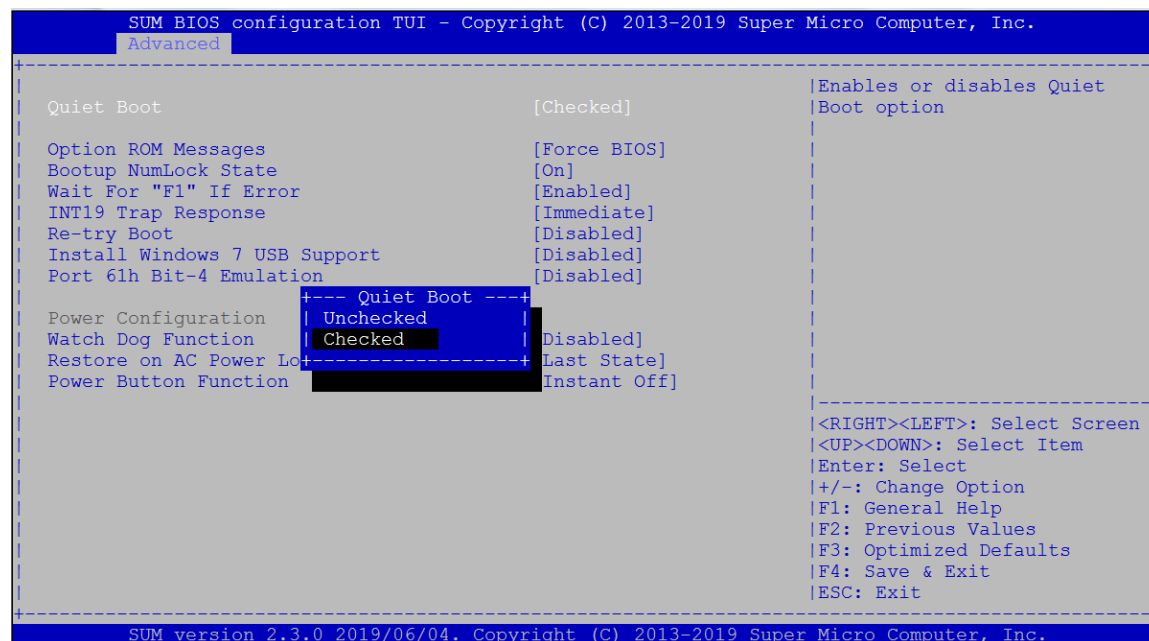 SUM BIOS configuration TUI - Copyright (C) 2013-2019 Super Micro Computer, Inc.
Advanced
Quiet Boot [Checked]
Option ROM Messages [Force BIOS]
Bootup NumLock State [On]
Wait For "F1" If Error [Enabled]
INT19 Trap Response [Immediate]
Re-try Boot [Disabled]
Install Windows 7 USB Support [Disabled]
Port 61h Bit-4 Emulation [Disabled]
Power Configuration
Watch Dog Function Disabled]
Restore on AC Power Lo Last State]
Power Button Function Instant Off]
Quiet Boot
Unchecked
Checked
Enables or disables Quiet
Boot option
<RIGHT><LEFT>: Select Screen
<UP><DOWN>: Select Item
Enter: Select
+/-: Change Option
F1: General Help
F2: Previous Values
F3: Optimized Defaults
F4: Save & Exit
ESC: Exit
SUM version 2.3.0 2019/06/04. Copyright (C) 2013-2019 Super Micro Computer, Inc.